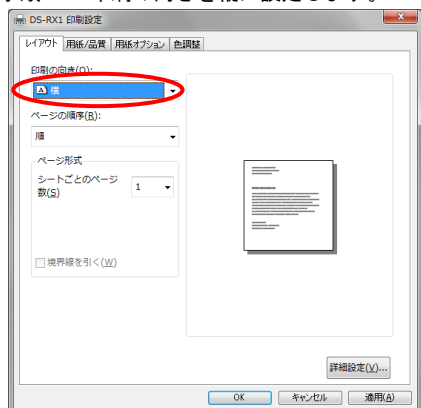 DS-RX1 印刷設定
レイアウト 用紙/品質 用紙オプション 色調整
印刷の向き(O):
A 横
ページの順序(R):
順
ページ形式
シートごとのページ
数(S) 1
境界線を引く(W)
詳細設定(V)...
OK キャンセル 適用(A)